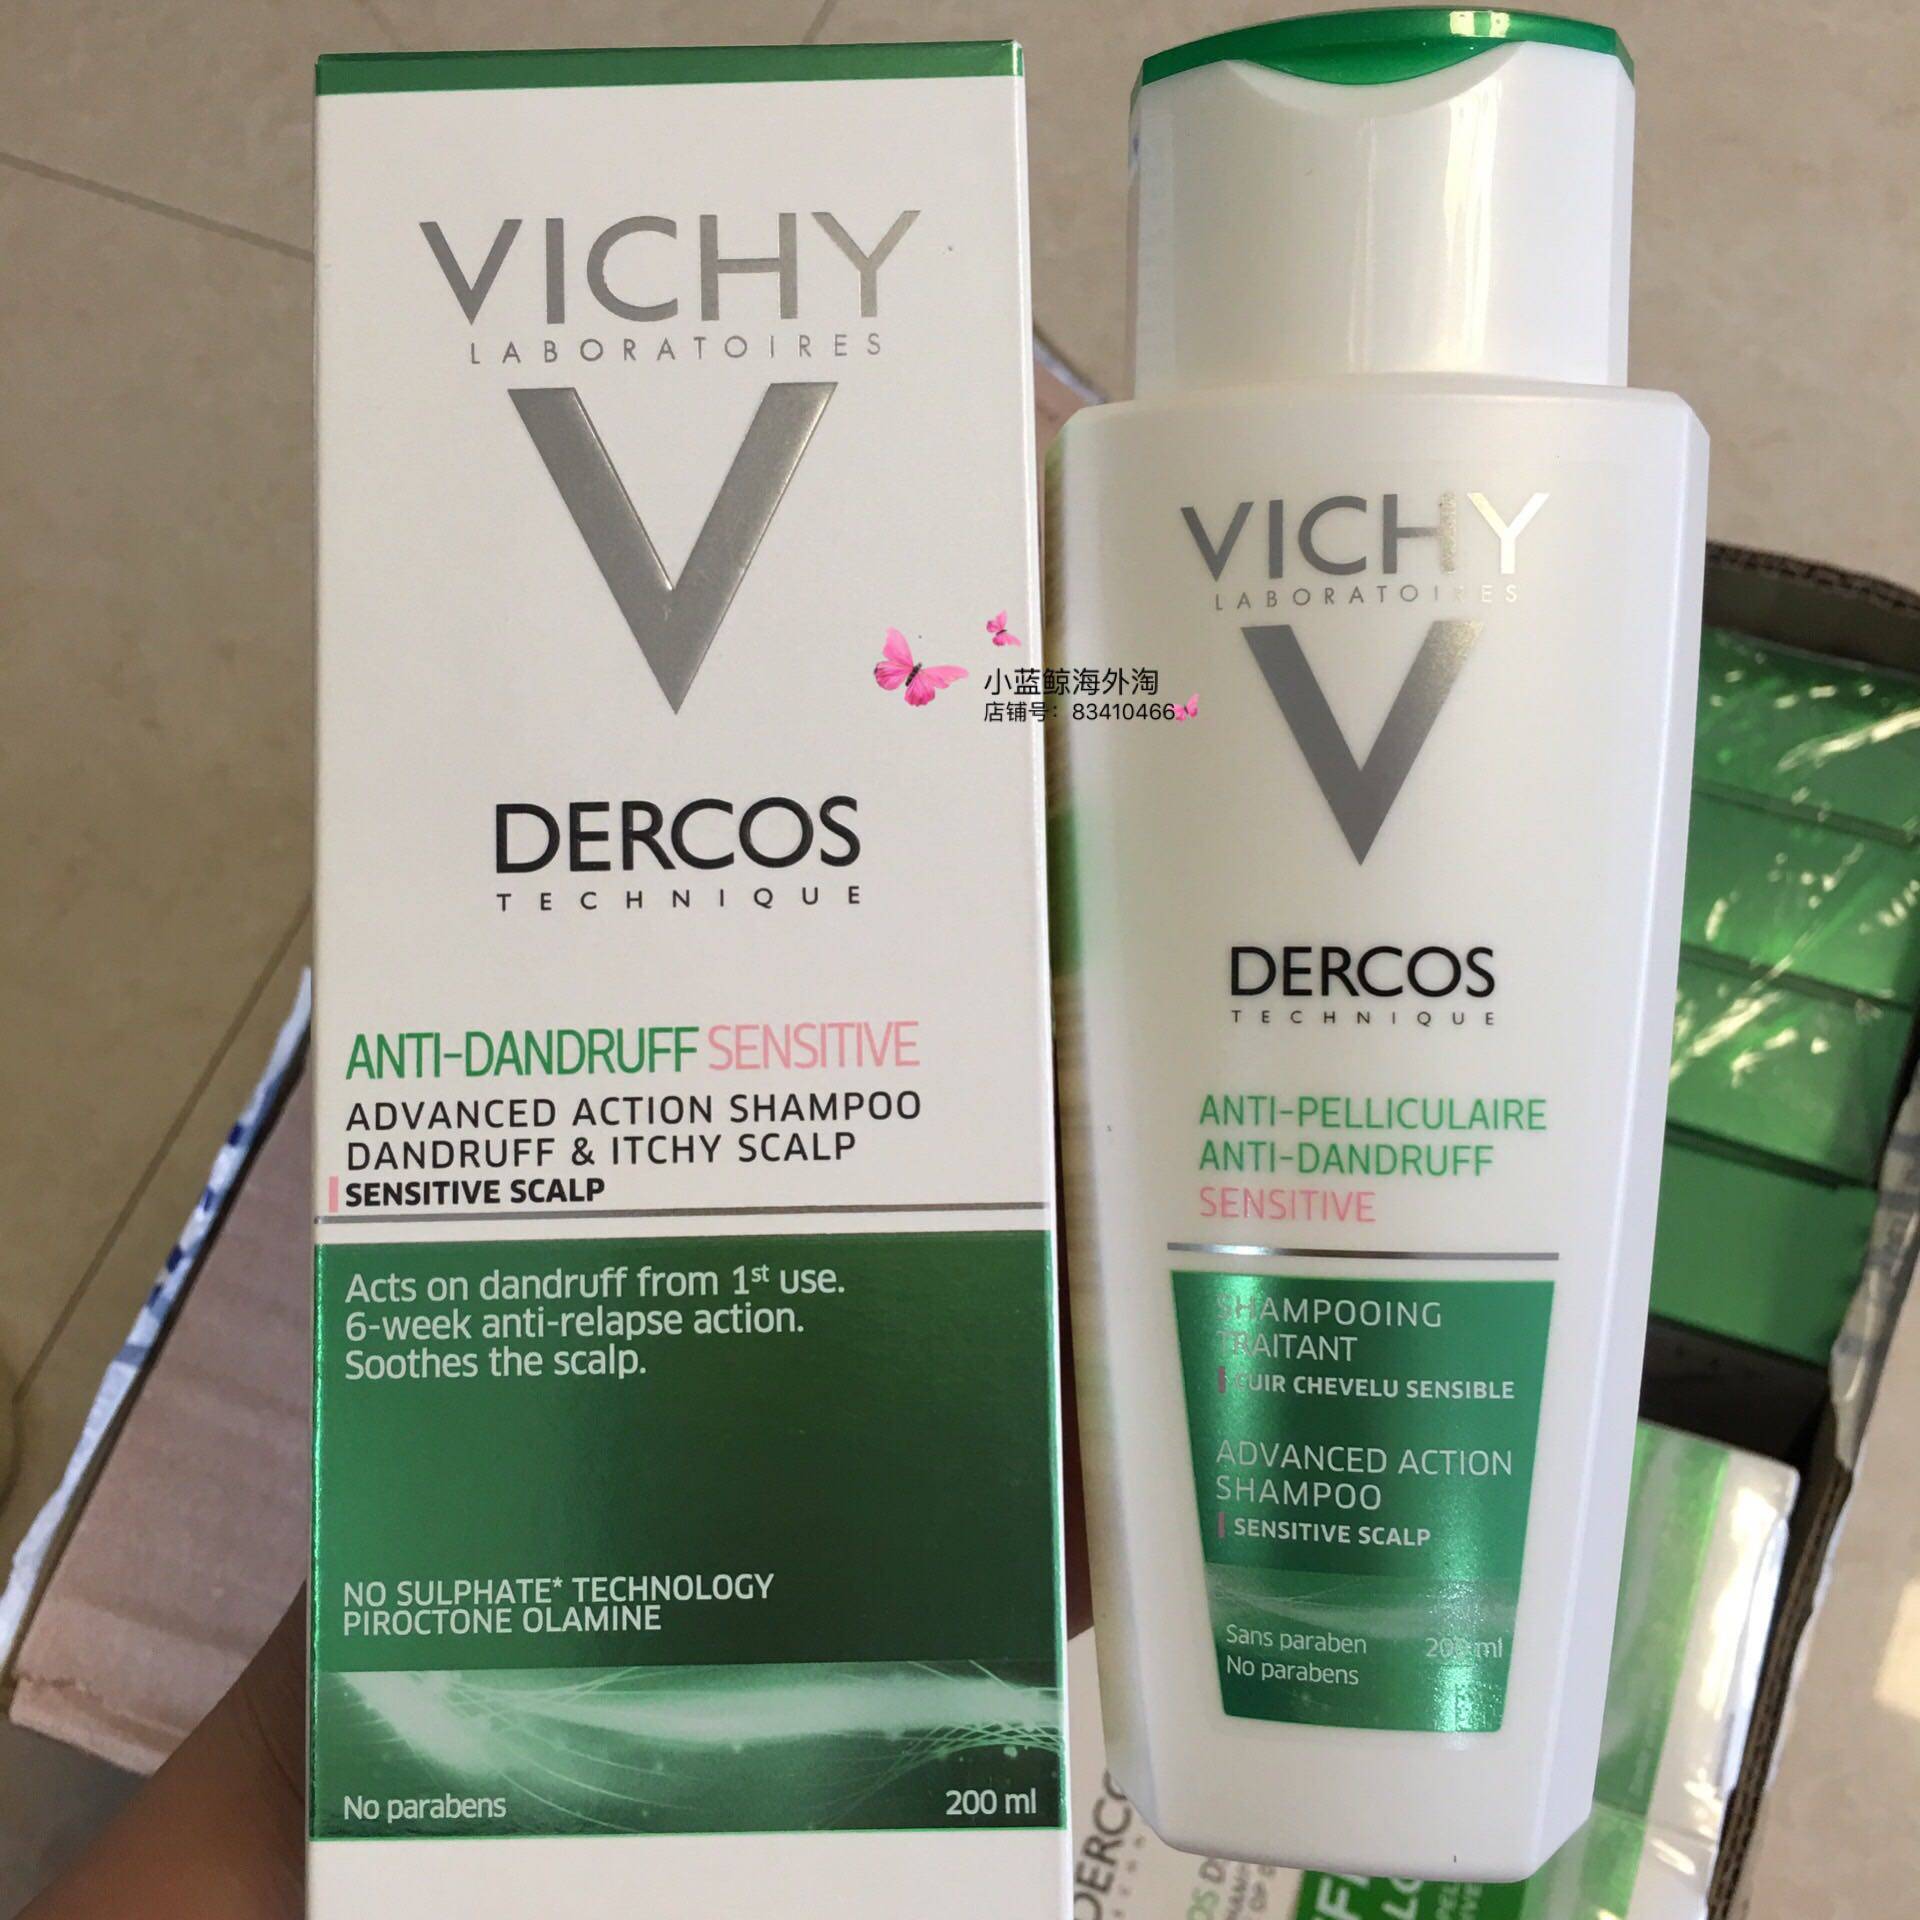 VICHY
LABORATOIRES
V
DERCOS
TECHNIQUE
ANTI-DANDRUFF SENSITIVE
ADVANCED ACTION SHAMPOO
DANDRUFF & ITCHY SCALP
SENSITIVE SCALP
Acts on dandruff from 1st use.
6-week anti-relapse action.
Soothes the scalp.
NO SULPHATE* TECHNOLOGY
PIROCTONE OLAMINE
No parabens
200 ml
小蓝鲸海外淘
店铺号：83410466
VICHY
LABORATOIRES
V
DERCOS
TECHNIQUE
ANTI-PELLICULAIRE
ANTI-DANDRUFF
SENSITIVE
SHAMPOOING
TRAITANT
CUIR CHEVELU SENSIBLE
ADVANCED ACTION
SHAMPOO
SENSITIVE SCALP
Sans paraben
No parabens
200 ml